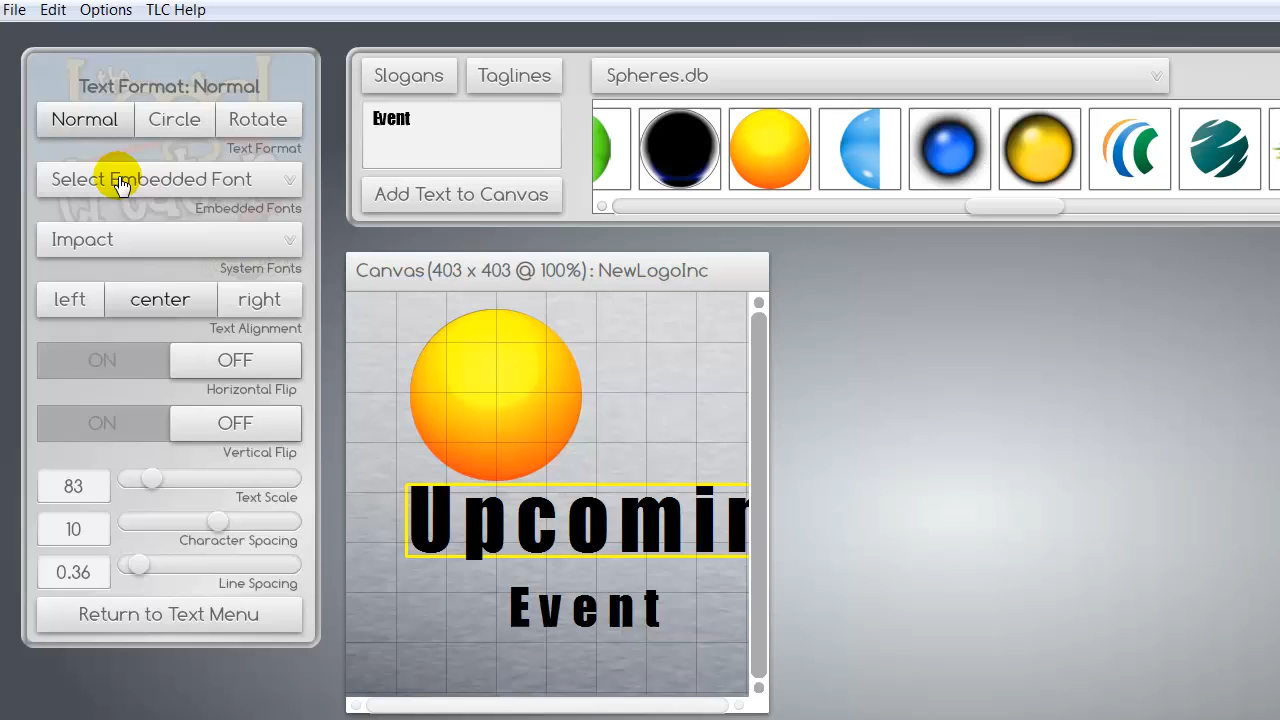 File Edit Options TLC Help
Text Format: Normal
Normal Circle Rotate
Text Format
Select Embedded Font
Embedded Fonts
Impact
System Fonts
left center right
Text Alignment
ON OFF
Horizontal Flip
ON OFF
Vertical Flip
83
Text Scale
10
Character Spacing
0.36
Line Spacing
Return to Text Menu
Slogans Taglines
Event
Add Text to Canvas
Spheres.db
Canvas(403 x 403 @ 100%) : NewLogoInc
Upcomin
Event